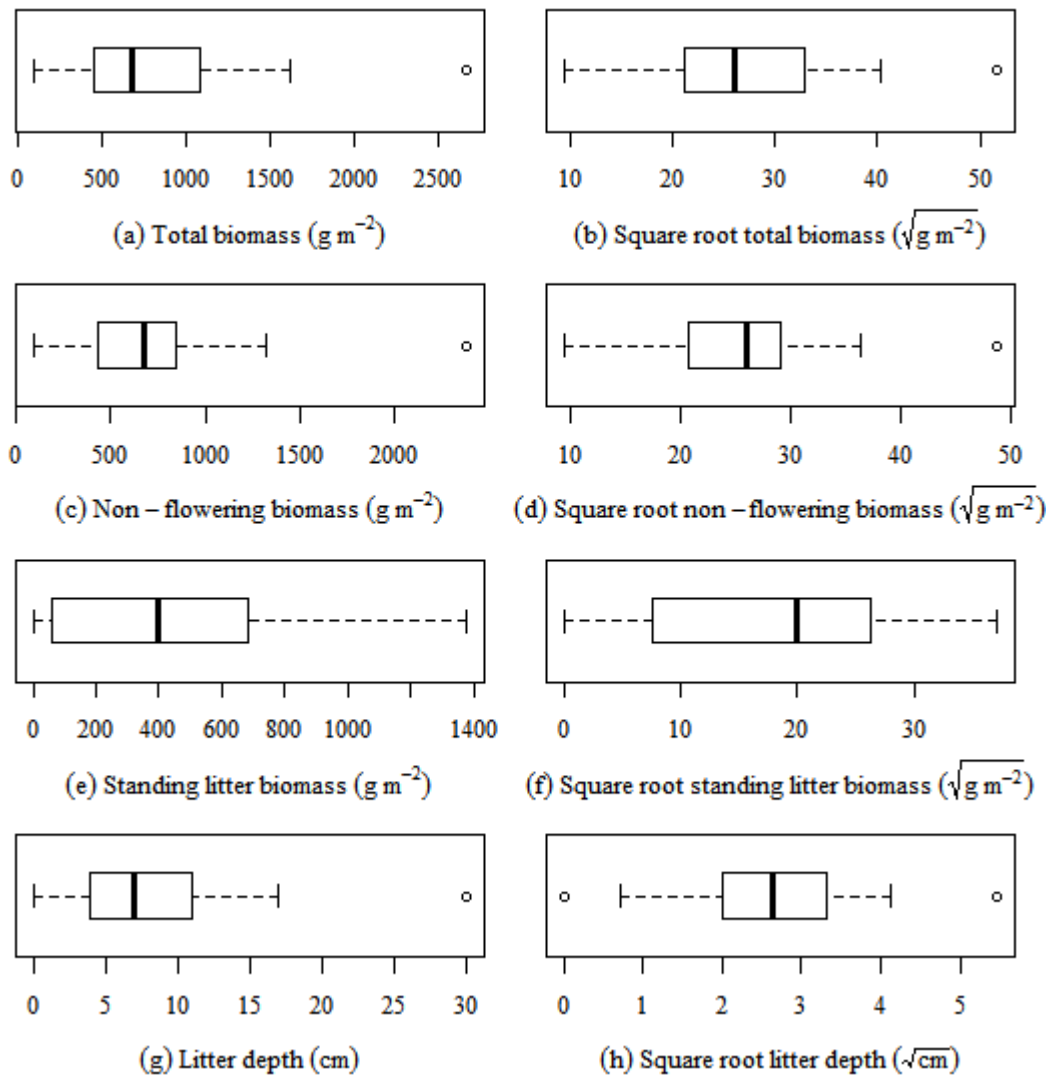 0 500 1000 1500 2000 2500
10 20 30 40 50
(a) Total biomass (g m⁻²)
(b) Square root total biomass (√g m⁻²)
0 500 1000 1500 2000
10 20 30 40 50
(c) Non – flowering biomass (g m⁻²)
(d) Square root non – flowering biomass (√g m⁻²)
0 200 400 600 800 1000 1400
0 10 20 30
(e) Standing litter biomass (g m⁻²)
(f) Square root standing litter biomass (√g m⁻²)
0 5 10 15 20 25 30
0 1 2 3 4 5
(g) Litter depth (cm)
(h) Square root litter depth (√cm)